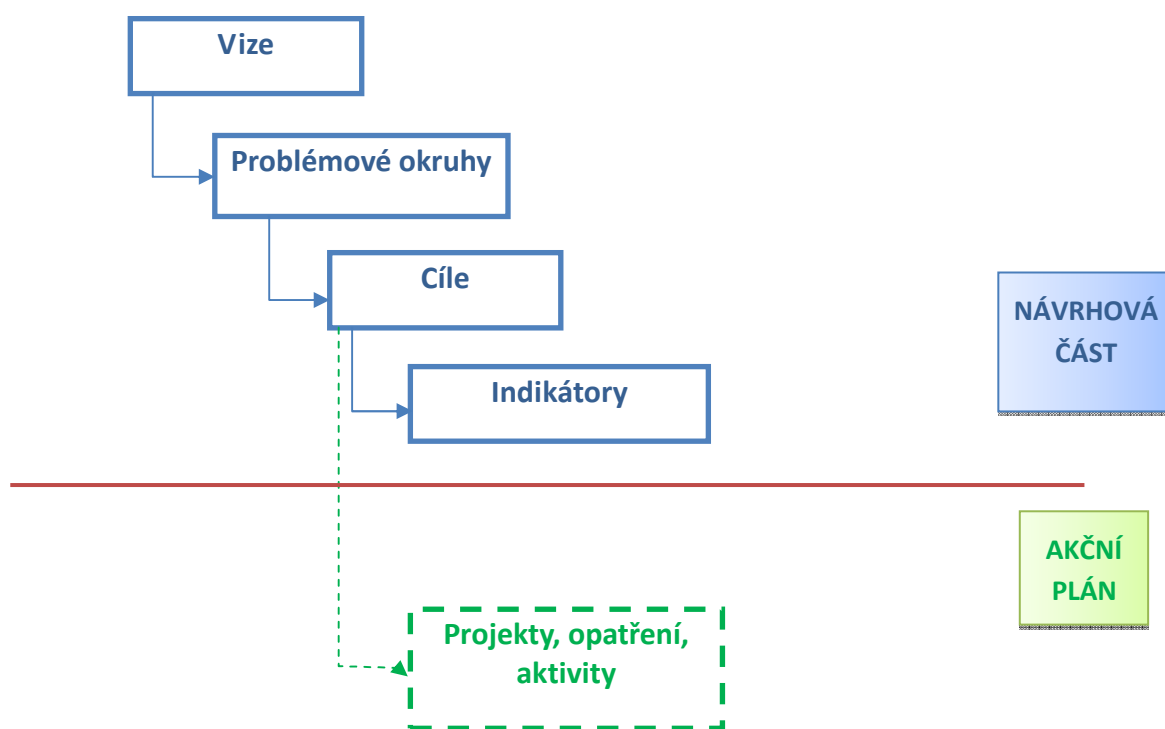 Vize
Problémové okruhy
Cíle
NÁVRHOVÁ
ČÁST
Indikátory
AKČNÍ
PLÁN
Projekty, opatření,
aktivity